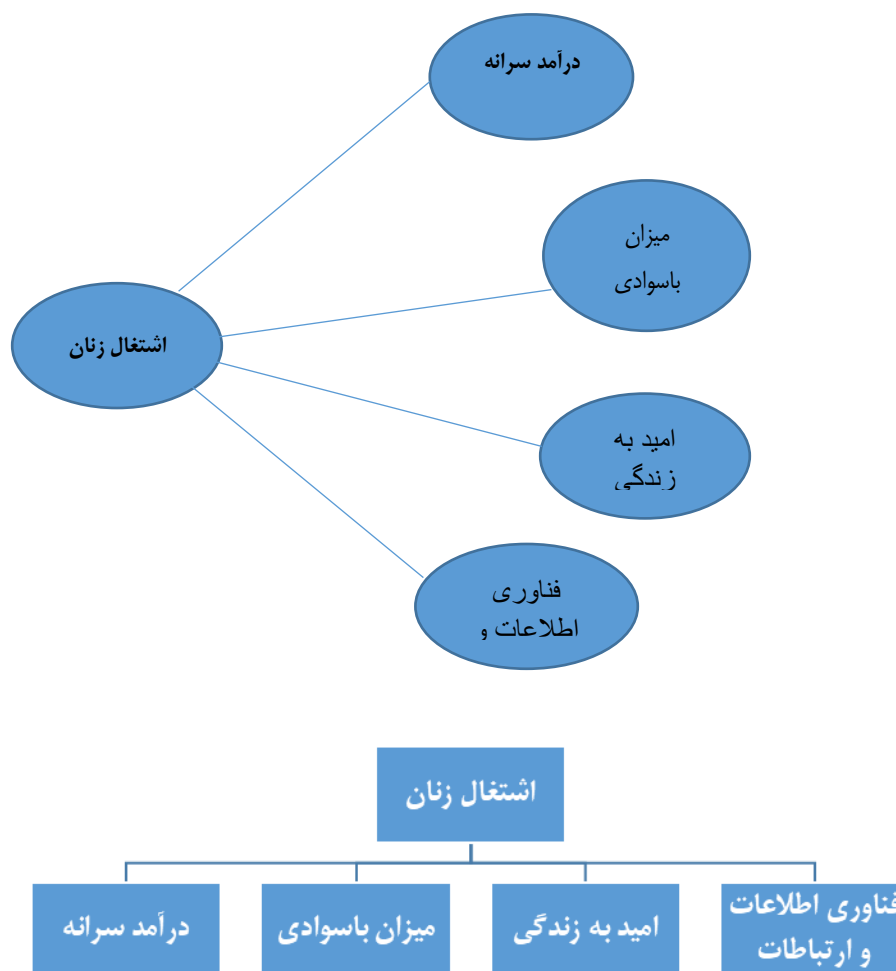 درآمد سرانه
میزان
باسوادی
اشتغال زنان
امید به
زندگی
فناوری
اطلاعات و
اشتغال زنان
فناوری اطلاعات
و ارتباطات
امید به زندگی
میزان باسوادی
درآمد سرانه